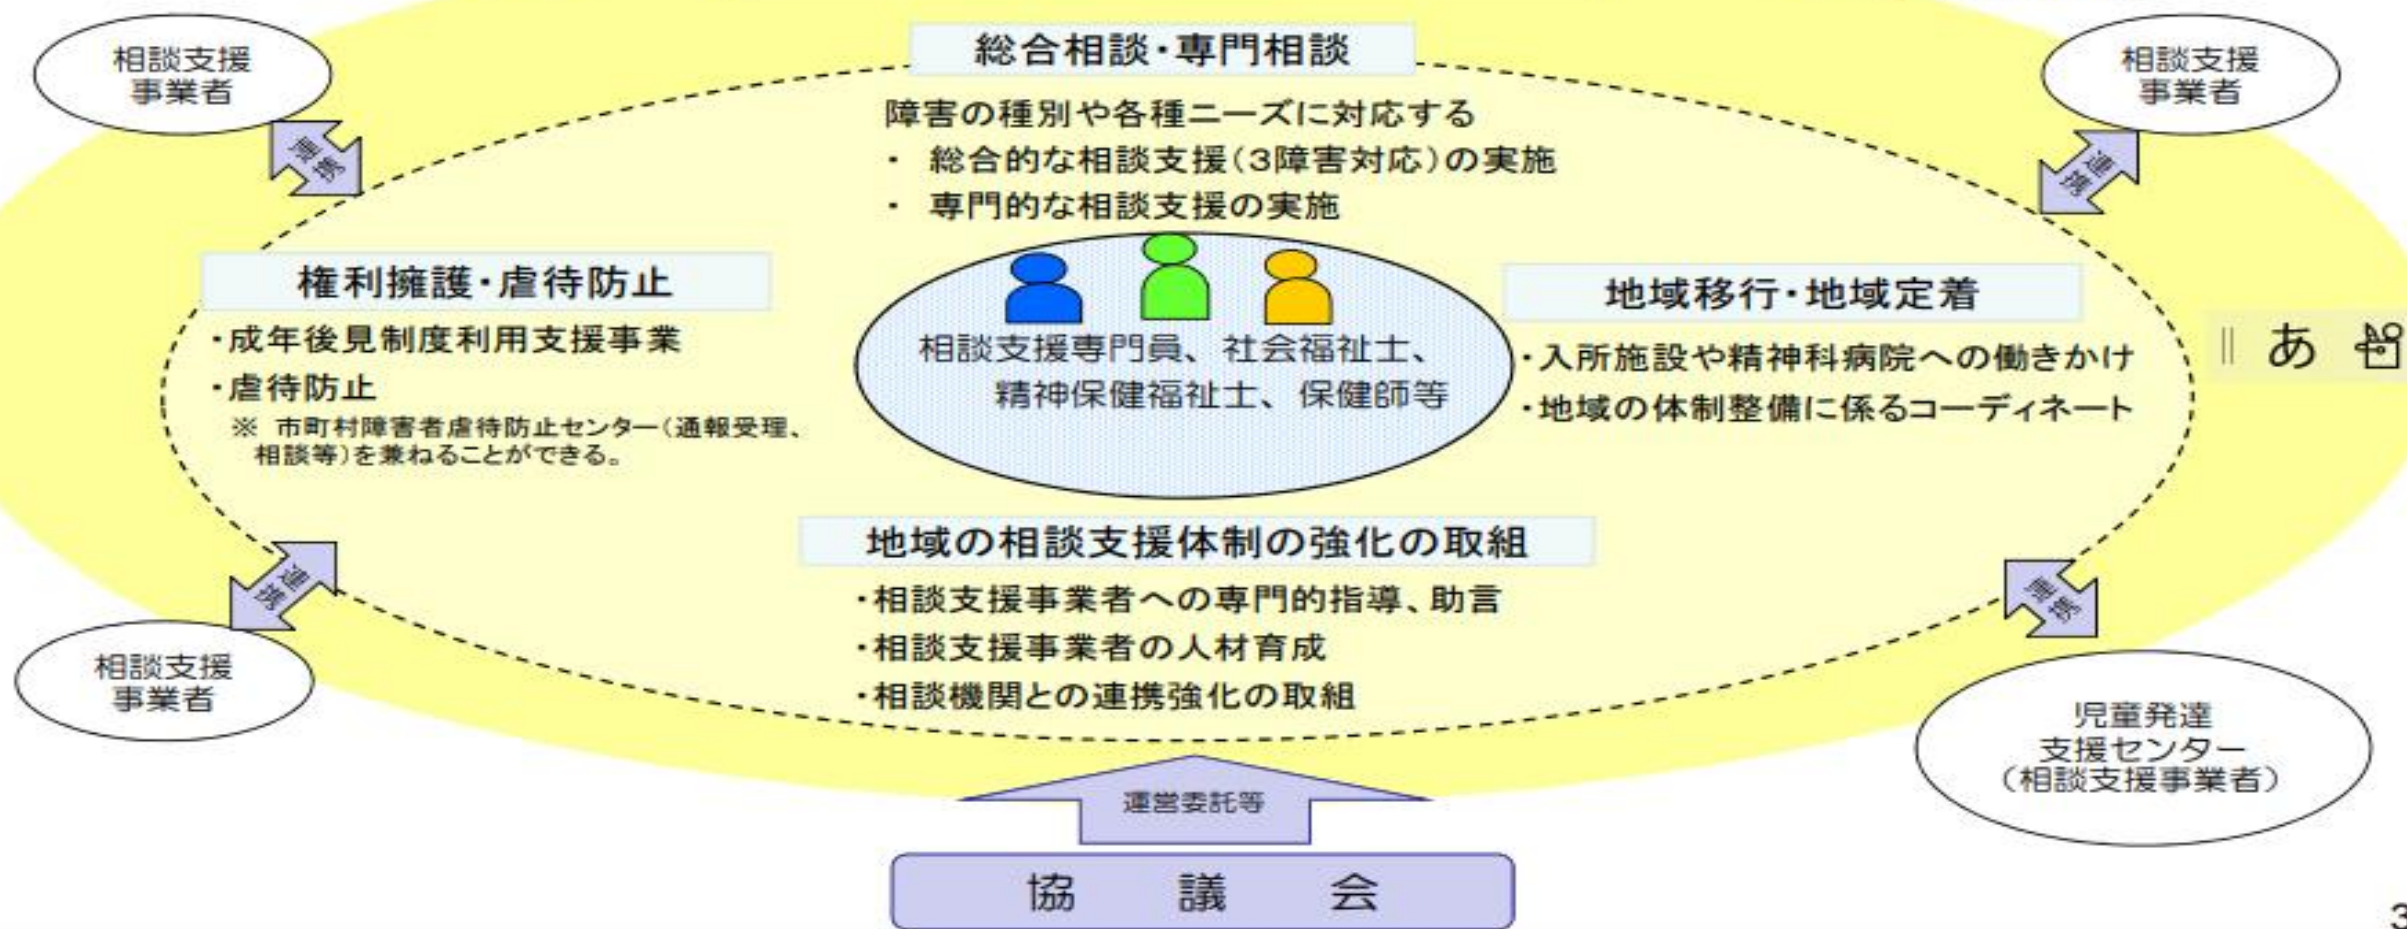 相談支援
事業者
総合相談・専門相談
相談支援
事業者
障害の種別や各種ニーズに対応する
・ 総合的な相談支援(3障害対応)の実施
・ 専門的な相談支援の実施
連携
連携
権利擁護・虐待防止
・成年後見制度利用支援事業
・虐待防止
※ 市町村障害者虐待防止センター(通報受理、
相談等)を兼ねることができる。
相談支援専門員、社会福祉士、
精神保健福祉士、保健師等
地域移行・地域定着
・入所施設や精神科病院への働きかけ
・地域の体制整備に係るコーディネート
あ
地域の相談支援体制の強化の取組
・相談支援事業者への専門的指導、助言
・相談支援事業者の人材育成
・相談機関との連携強化の取組
連携
連携
相談支援
事業者
児童発達
支援センター
(相談支援事業者)
運営委託等
協 議 会
3